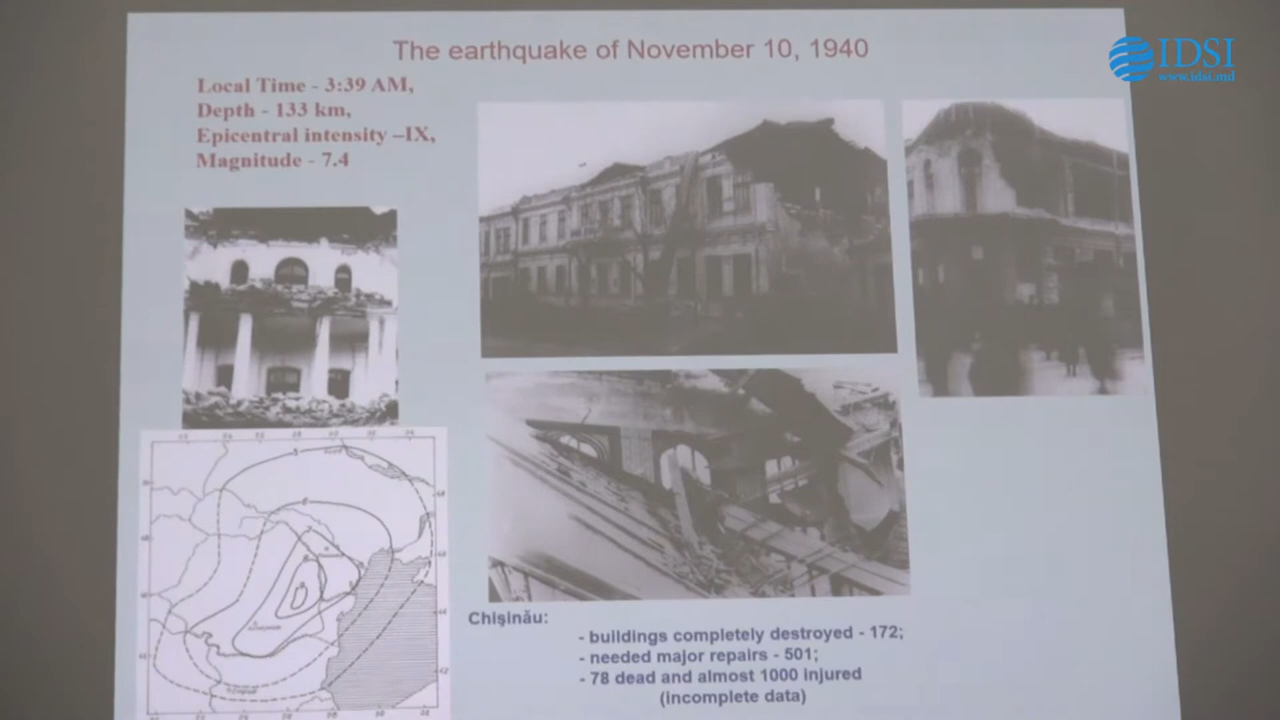 The earthquake of November 10, 1940
IDSI
www.idsi.md
Local Time - 3:39 AM,
Depth - 133 km,
Epicentral intensity –IX,
Magnitude - 7.4
Chişinău:
- buildings completely destroyed - 172;
- needed major repairs - 501;
- 78 dead and almost 1000 injured
(incomplete data)